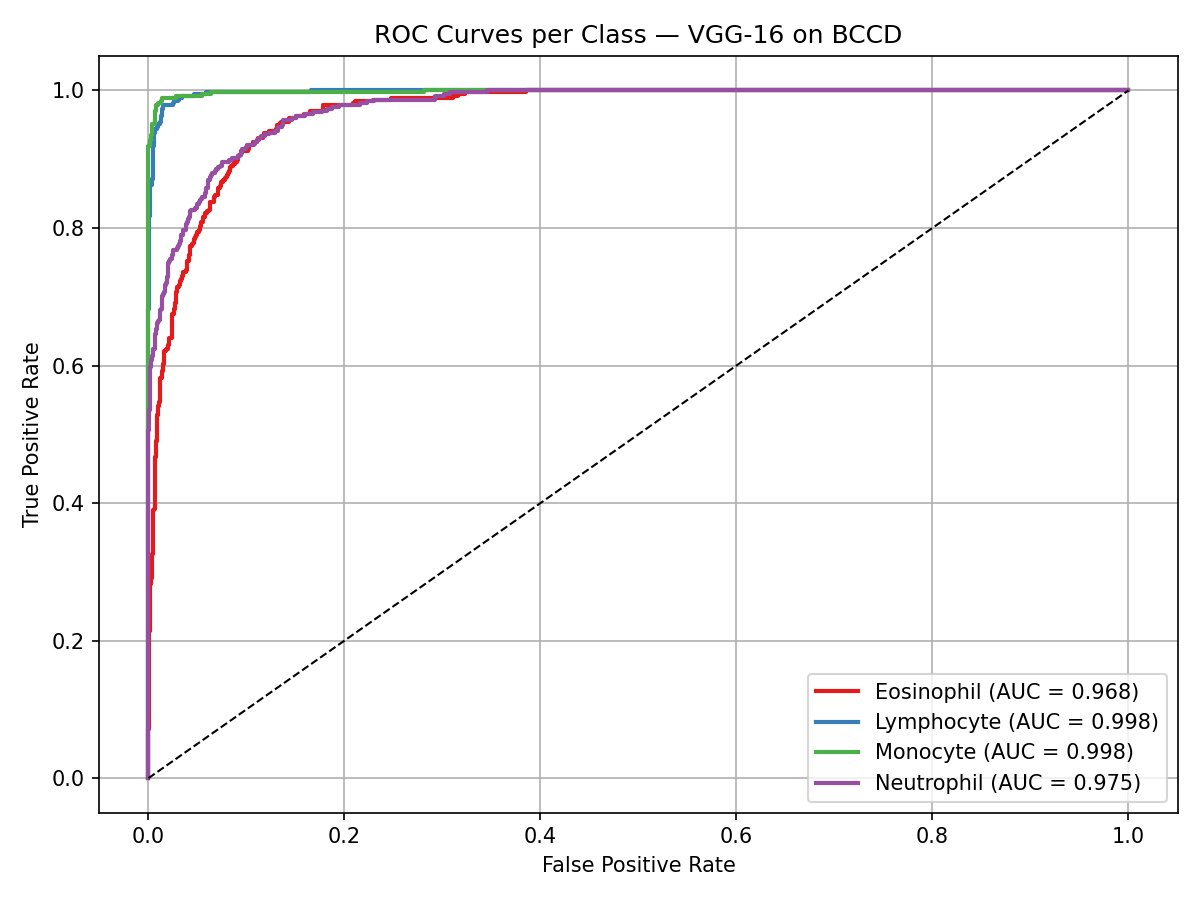 ROC Curves per Class — VGG-16 on BCCD
True Positive Rate
1.0
0.8
0.6
0.4
0.2
0.0
0.0 0.2 0.4 0.6 0.8 1.0
False Positive Rate
Eosinophil (AUC = 0.968)
Lymphocyte (AUC = 0.998)
Monocyte (AUC = 0.998)
Neutrophil (AUC = 0.975)